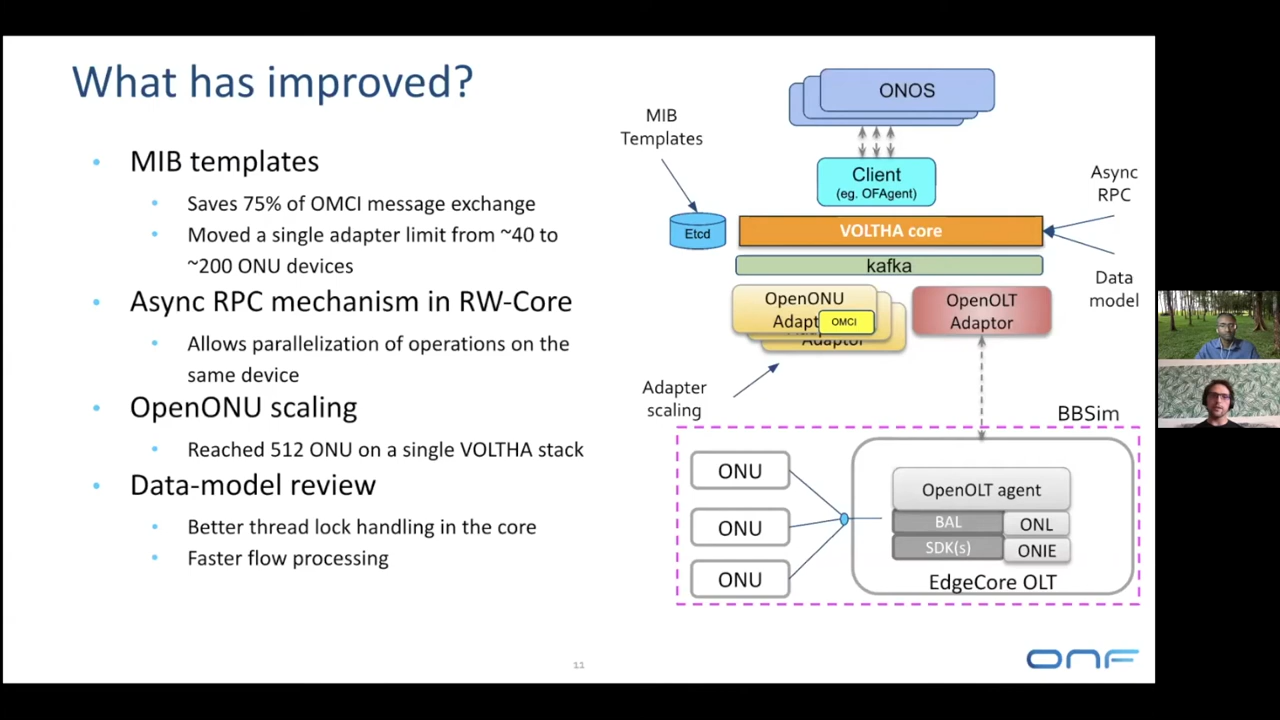 What has improved?
MIB templates
Saves 75% of OMCI message exchange
Moved a single adapter limit from ~40 to
~200 ONU devices
Async RPC mechanism in RW-Core
Allows parallelization of operations on the
same device
OpenONU scaling
Reached 512 ONU on a single VOLTHA stack
Data-model review
Better thread lock handling in the core
Faster flow processing
ONOS
MIB
Templates
Client
(eg. OFAgent)
Async
RPC
Etcd
VOLTHA core
kafka
Data
model
OpenONU
Adapt
OMCI
Adaptor
OpenOLT
Adaptor
Adapter
scaling
BBSim
ONU
ONU
ONU
OpenOLT agent
BAL
ONL
SDK(s)
ONIE
EdgeCore OLT
11
ONF